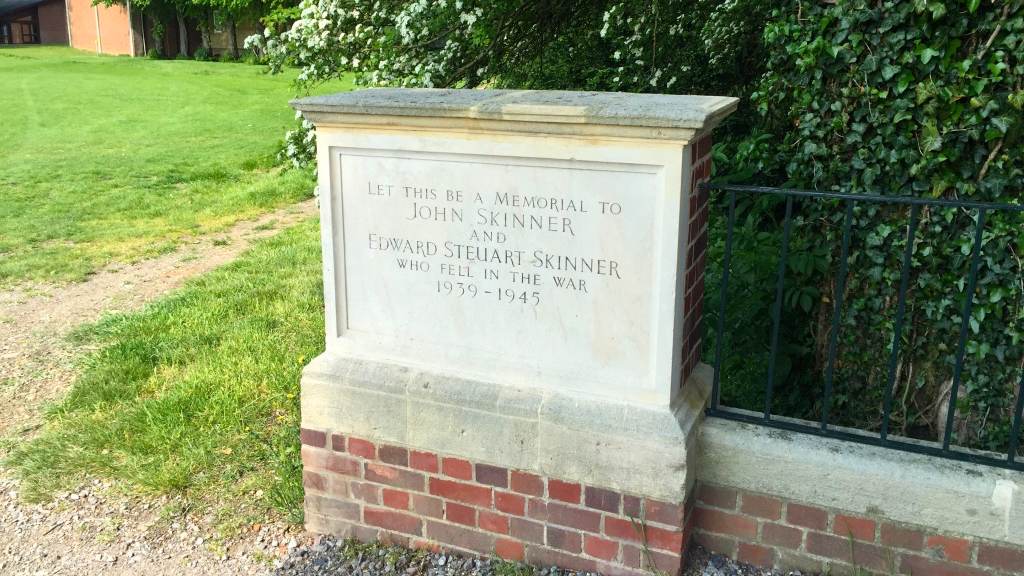 LET THIS BE A MEMORIAL TO
JOHN SKINNER
AND
EDWARD STEUART SKINNER
WHO FELL IN THE WAR
1939-1945